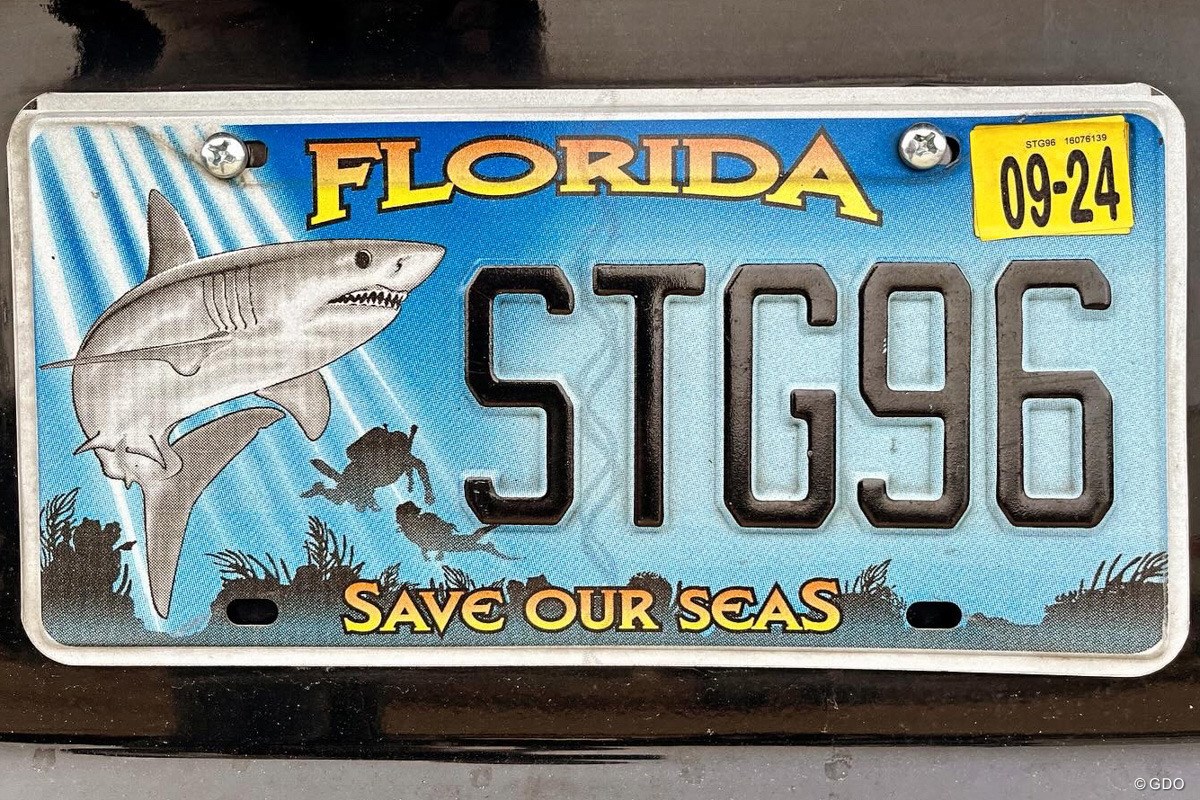 FLORIDA
STG96 16076139
09-24
STG96
SAVE OUR SEAS
© GDO